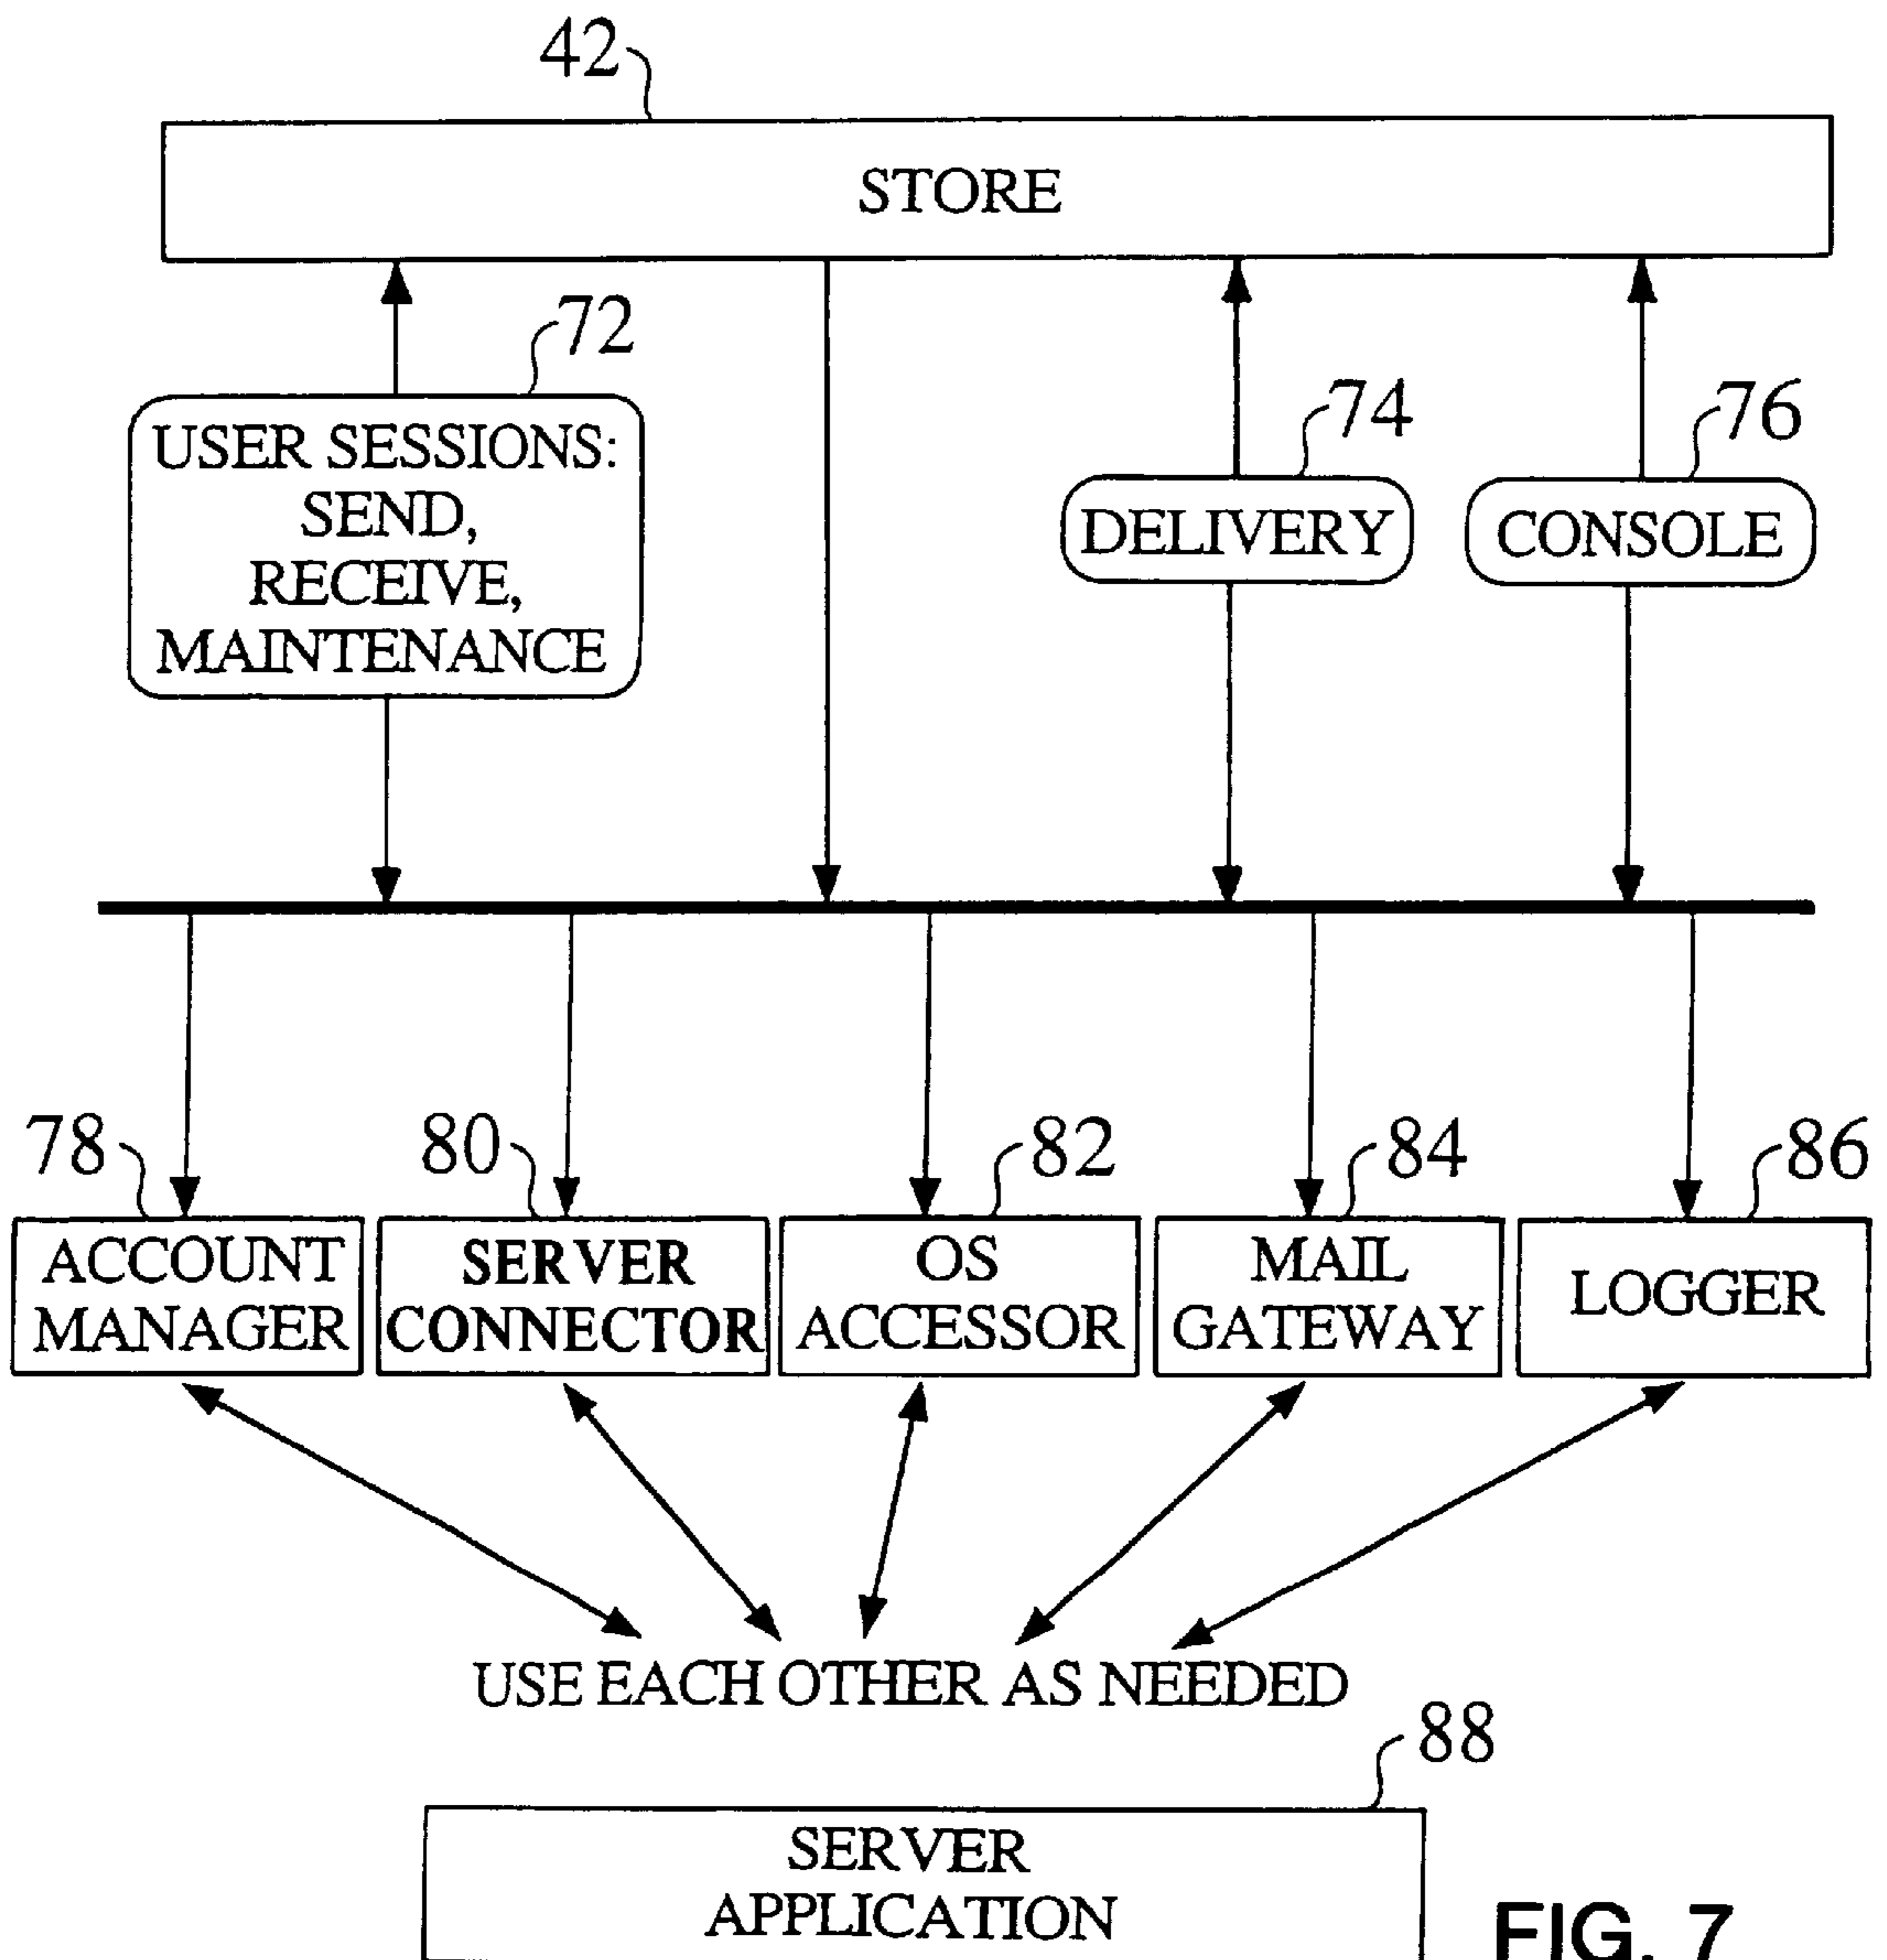 42
STORE
72
74
76
USER SESSIONS:
SEND,
RECEIVE,
MAINTENANCE
DELIVERY
CONSOLE
78
80
82
84
86
ACCOUNT
MANAGER
SERVER
CONNECTOR
OS
ACCESSOR
MAIL
GATEWAY
LOGGER
USE EACH OTHER AS NEEDED
88
SERVER
APPLICATION
FIG. 7